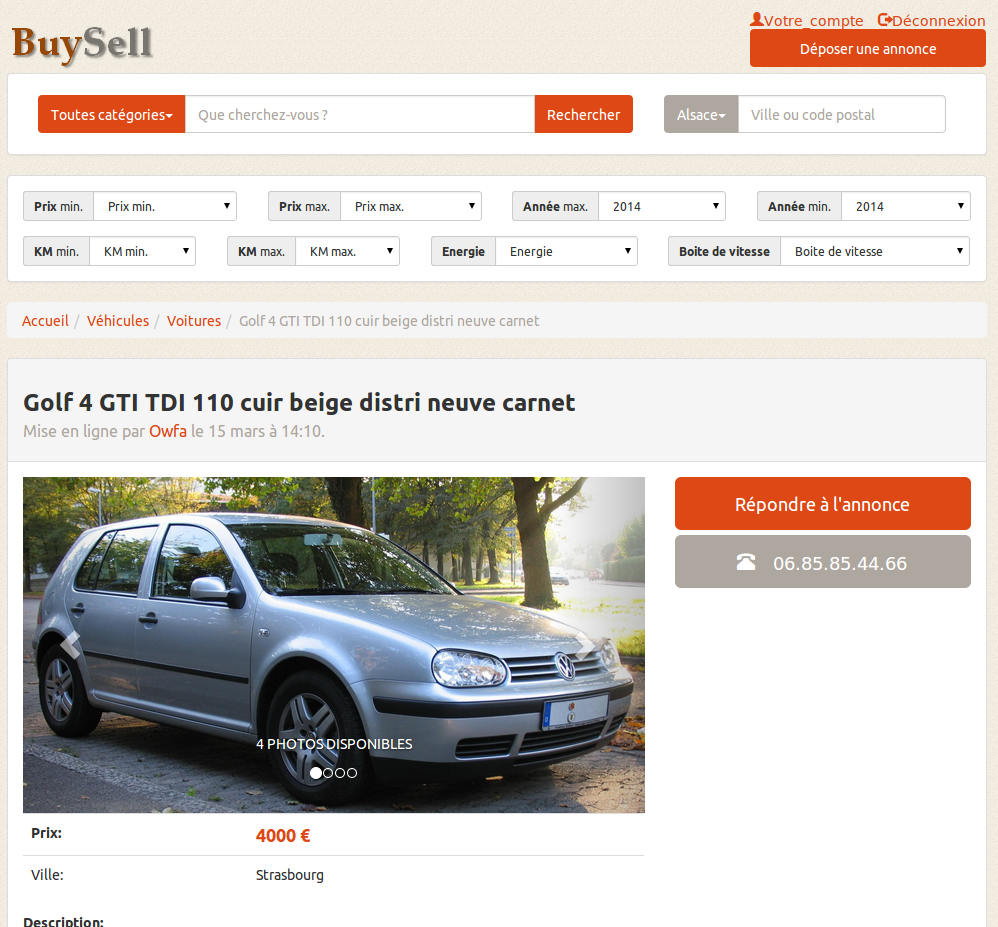 BuySell
Votre compte Déconnexion
Déposer une annonce
Toutes catégories Que cherchez-vous ? Rechercher Alsace Ville ou code postal
Prix min. Prix min. Prix max. Prix max. Année max. 2014 Année min. 2014
KM min. KM min. KM max. KM max. Energie Energie Boite de vitesse Boite de vitesse
Accueil / Véhicules / Voitures / Golf 4 GTI TDI 110 cuir beige distri neuve carnet
Golf 4 GTI TDI 110 cuir beige distri neuve carnet
Mise en ligne par Owfa le 15 mars à 14:10.
Répondre à l'annonce
06.85.85.44.66
4 PHOTOS DISPONIBLES
Prix: 4000 €
Ville: Strasbourg
Description: